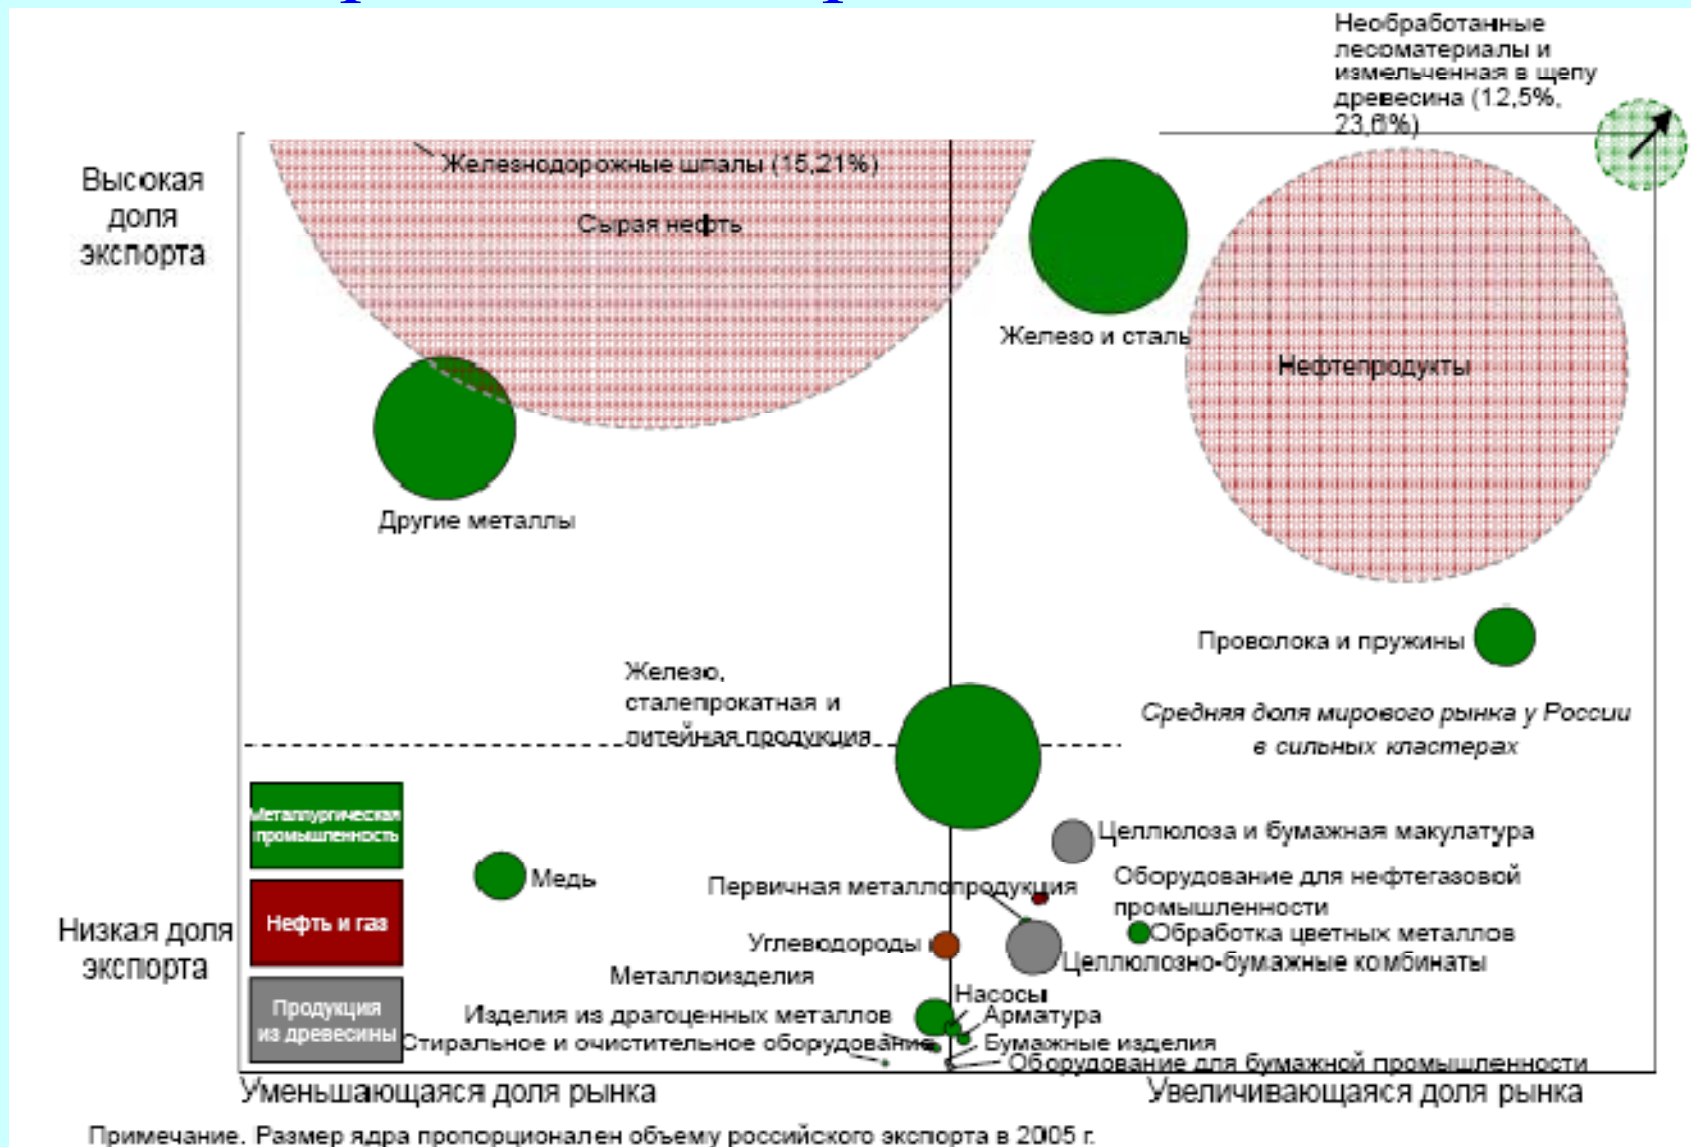 Необработанные
лесоматериалы и
измельченная в щепу
древесина (12,5%,
23,6%)
Высокая
доля
экспорта
Железнодорожные шпалы (15,21%)
Сырая нефть
Железо и сталь
Нефтепродукты
Другие металлы
Проволока и пружины
Железо,
сталепрокатная и
литейная продукция
Средняя доля мирового рынка у России
в сильных кластерах
Металлургическая
промышленность
Целлюлоза и бумажная макулатура
Медь
Первичная металлопродукция
Оборудование для нефтегазовой
промышленности
Нефть и газ
Низкая доля
экспорта
Углеводороды
Обработка цветных металлов
Целлюлозно-бумажные комбинаты
Металлоизделия
Насосы
Продукция
из древесины
Изделия из драгоценных металлов
Арматура
Стиральное и очистительное оборудование
Бумажные изделия
Оборудование для бумажной промышленности
Уменьшающаяся доля рынка
Увеличивающаяся доля рынка
Примечание. Размер ядра пропорционален объему российского экспорта в 2005 г.